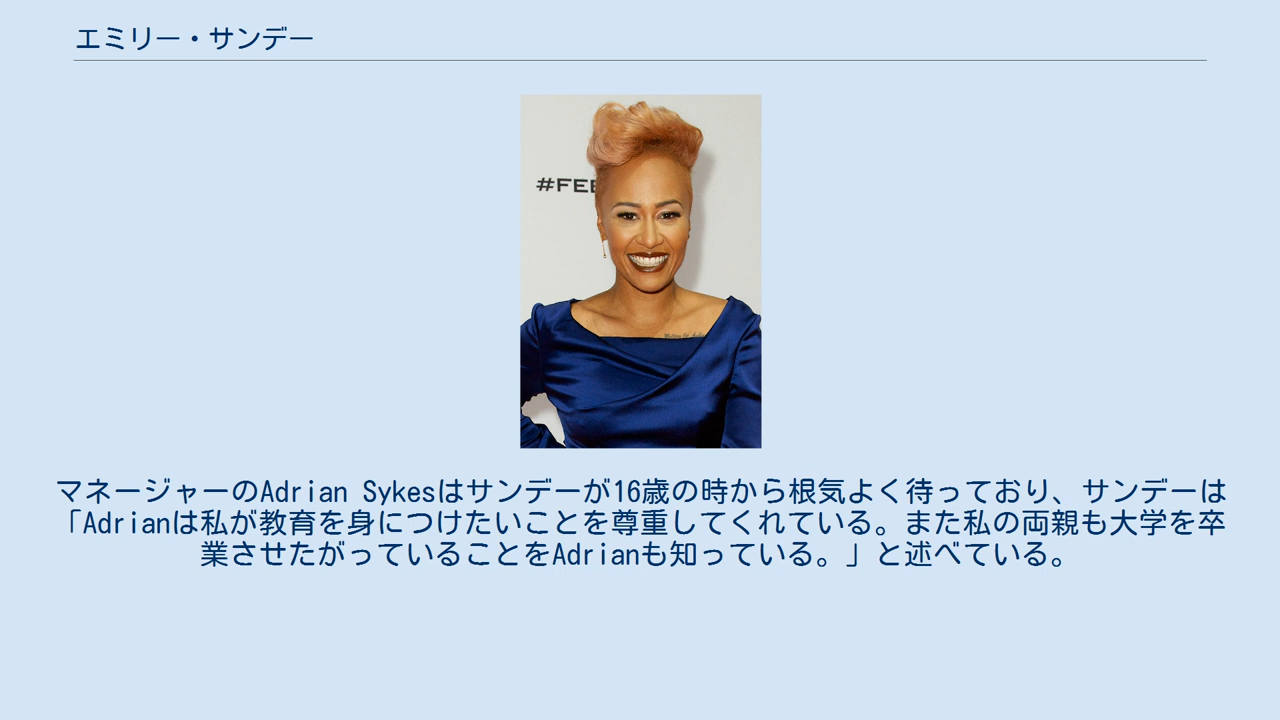 エミリー・サンデー
#FEE
マネージャーのAdrian Sykesはサンデーが16歳の時から根気よく待っており、サンデーは
「Adrianは私が教育を身につけたいことを尊重してくれている。また私の両親も大学を卒
業させたがっていることをAdrianも知っている。」と述べている。